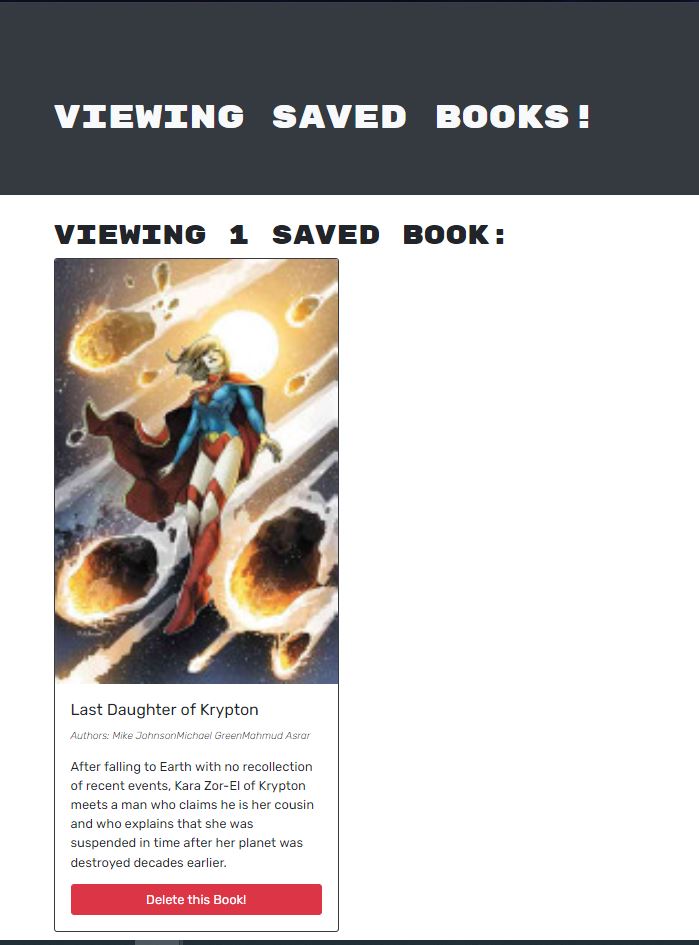 VIEWING SAVED BOOKS!
VIEWING 1 SAVED BOOK:
Last Daughter of Krypton
Authors: Mike JohnsonMichael GreenMahmud Asrar
After falling to Earth with no recollection
of recent events, Kara Zor-El of Krypton
meets a man who claims he is her cousin
and who explains that she was
suspended in time after her planet was
destroyed decades earlier.
Delete this Book!